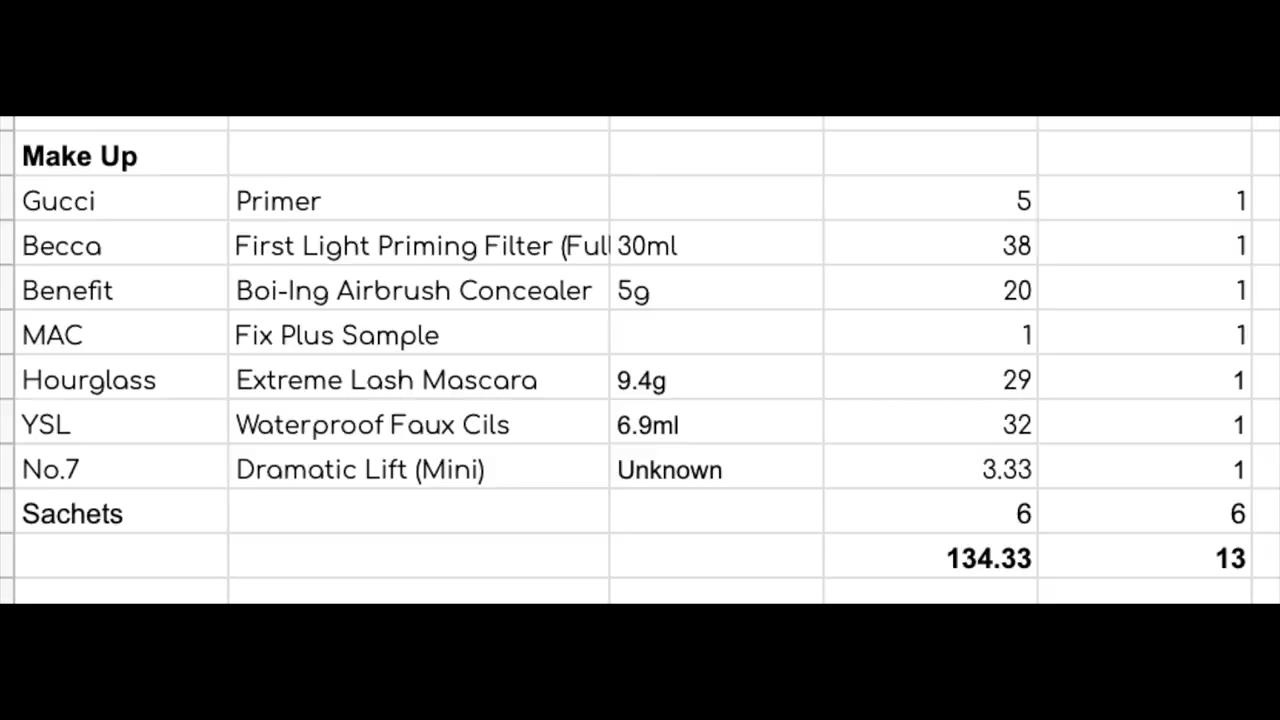 Make Up
Gucci Primer 5 1
Becca First Light Priming Filter (Full 30ml 38 1
Benefit Boi-Ing Airbrush Concealer 5g 20 1
MAC Fix Plus Sample 1 1
Hourglass Extreme Lash Mascara 9.4g 29 1
YSL Waterproof Faux Cils 6.9ml 32 1
No.7 Dramatic Lift (Mini) Unknown 3.33 1
Sachets 6 6
134.33 13